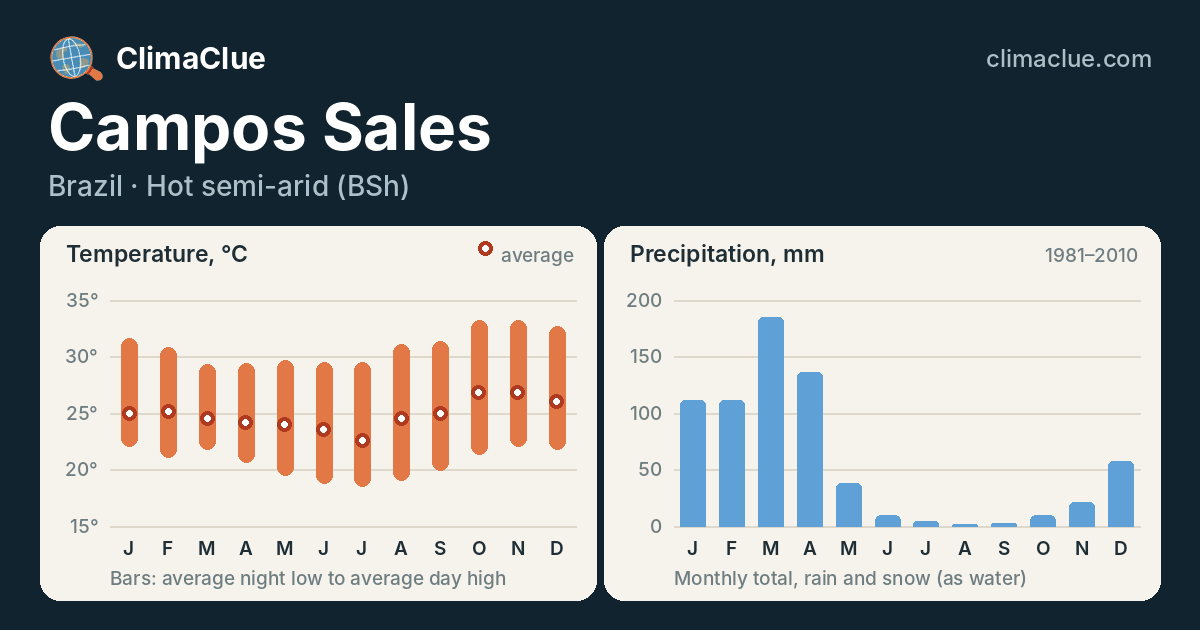 ClimaClue
climaclue.com
Campos Sales
Brazil · Hot semi-arid (BSh)
Temperature, °C
average
35°
30°
25°
20°
15°
J F M A M J J A S O N D
Bars: average night low to average day high
Precipitation, mm
1981–2010
200
150
100
50
0
J F M A M J J A S O N D
Monthly total, rain and snow (as water)